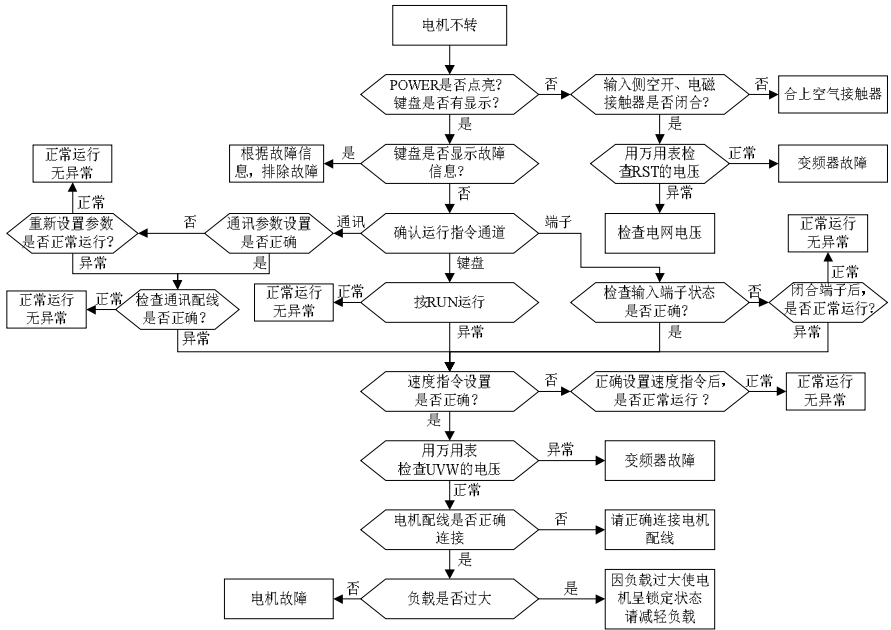 电机不转
POWER是否点亮?
键盘是否有显示?
否
输入侧空开、电磁
接触器是否闭合?
否
合上空气接触器
是
是
正常运行
无异常
根据故障信
息，排除故障
是
键盘是否显示故障
信息?
用万用表检
查RST的电压
正常
变频器故障
正常
否
异常
重新设置参数
是否正常运行?
否
通讯参数设置
是否正确
通讯
确认运行指令通道
端子
检查电网电压
正常运行
无异常
异常
是
键盘
正常
正常运行
无异常
正常
检查通讯配线
是否正确?
正常运行
无异常
正常
按RUN运行
检查输入端子状态
是否正确?
否
闭合端子后，
是否正常运行?
异常
异常
是
异常
速度指令设置
是否正确?
否
正确设置速度指令后，
是否正常运行?
正常
正常运行
无异常
是
用万用表
检查UVW的电压
异常
变频器故障
正常
电机配线是否正确
连接
否
请正确连接电机
配线
是
电机故障
否
负载是否过大
是
因负载过大使电
机呈锁定状态
请减轻负载